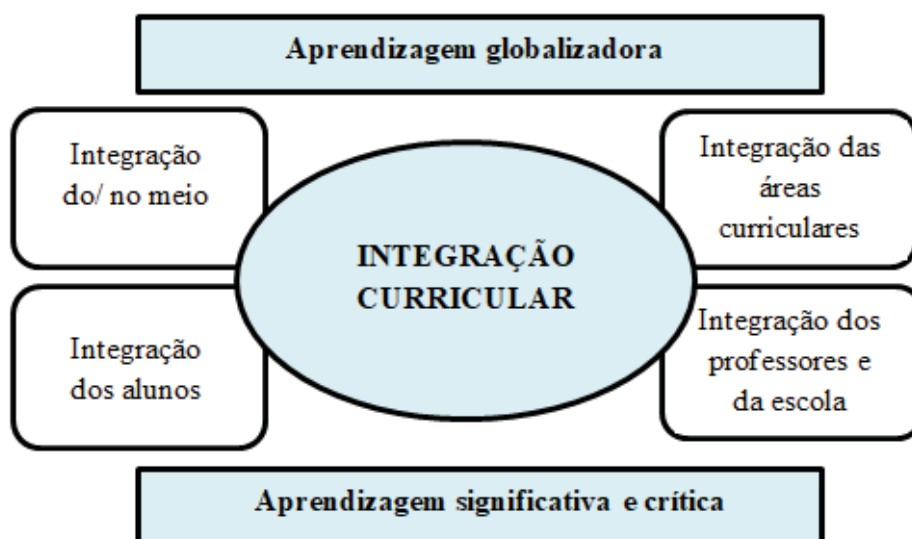 Aprendizagem globalizadora
Integração
do/ no meio
Integração das
áreas
curriculares
INTEGRAÇÃO
CURRICULAR
Integração
dos alunos
Integração dos
professores e
da escola
Aprendizagem significativa e crítica